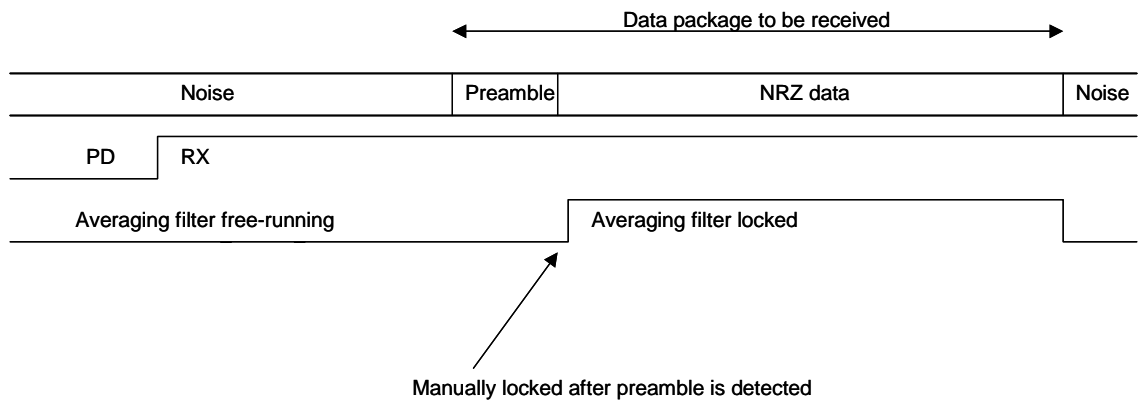 Data package to be received
Noise
Preamble
NRZ data
Noise
PD
RX
Averaging filter free-running
Averaging filter locked
Manually locked after preamble is detected